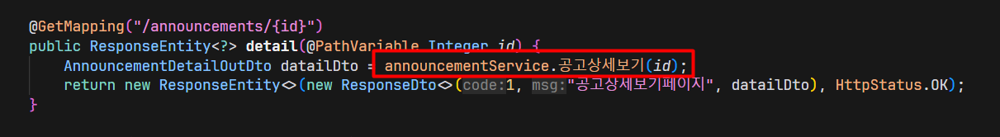 @GetMapping("/announcements/{id}")
public ResponseEntity<?> detail(@PathVariable Integer id) {
AnnouncementDetailOutDto datailDto = announcementService.공고상세보기(id);
return new ResponseEntity<>(new ResponseDto<>(code:1, msg:"공고상세보기페이지", datailDto), HttpStatus.OK);
}